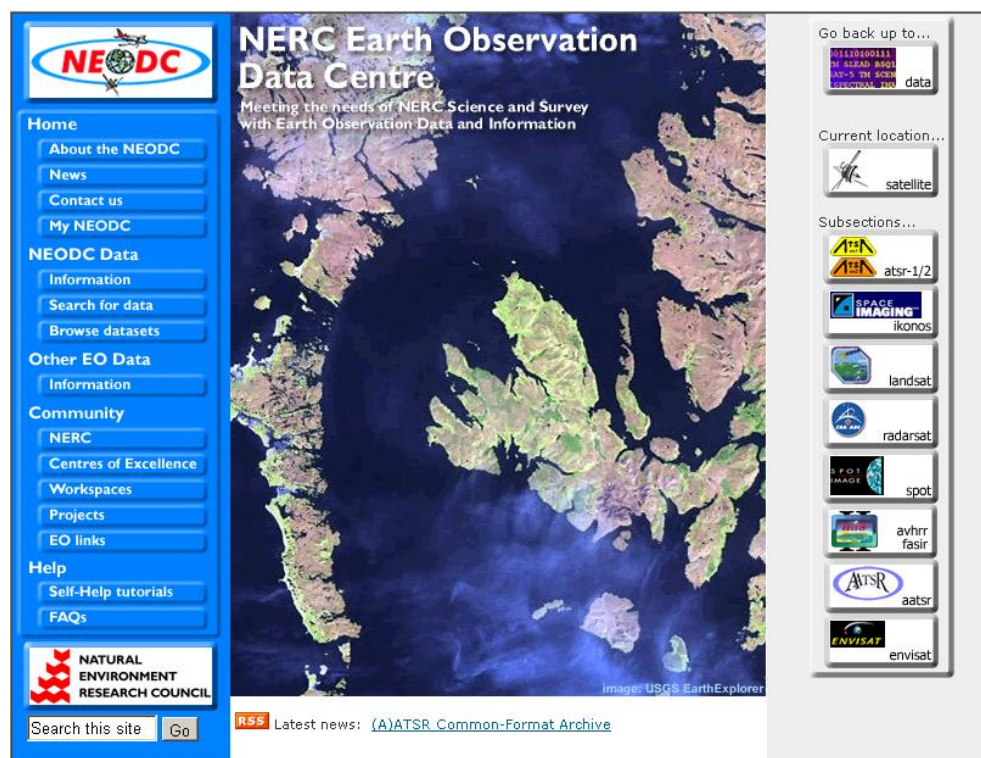 NEODC
Home
About the NEODC
News
Contact us
My NEODC
NEODC Data
Information
Search for data
Browse datasets
Other EO Data
Information
Community
NERC
Centres of Excellence
Workspaces
Projects
EO links
Help
Self-Help tutorials
FAQs
NATURAL
ENVIRONMENT
RESEARCH COUNCIL
Search this site Go
NERC Earth Observation
Data Centre
Meeting the needs of NERC Science and Survey
with Earth Observation Data and Information
image: USGS EarthExplorer
RSS Latest news: (A)ATSR Common-Format Archive
Go back up to...
data
Current location...
satellite
Subsections...
atsr-1/2
SPACE
IMAGING
ikonos
landsat
radarsat
SPOT
IMAGE
spot
avhrr
fasir
AATSR
aatsr
ENVISAT
envisat